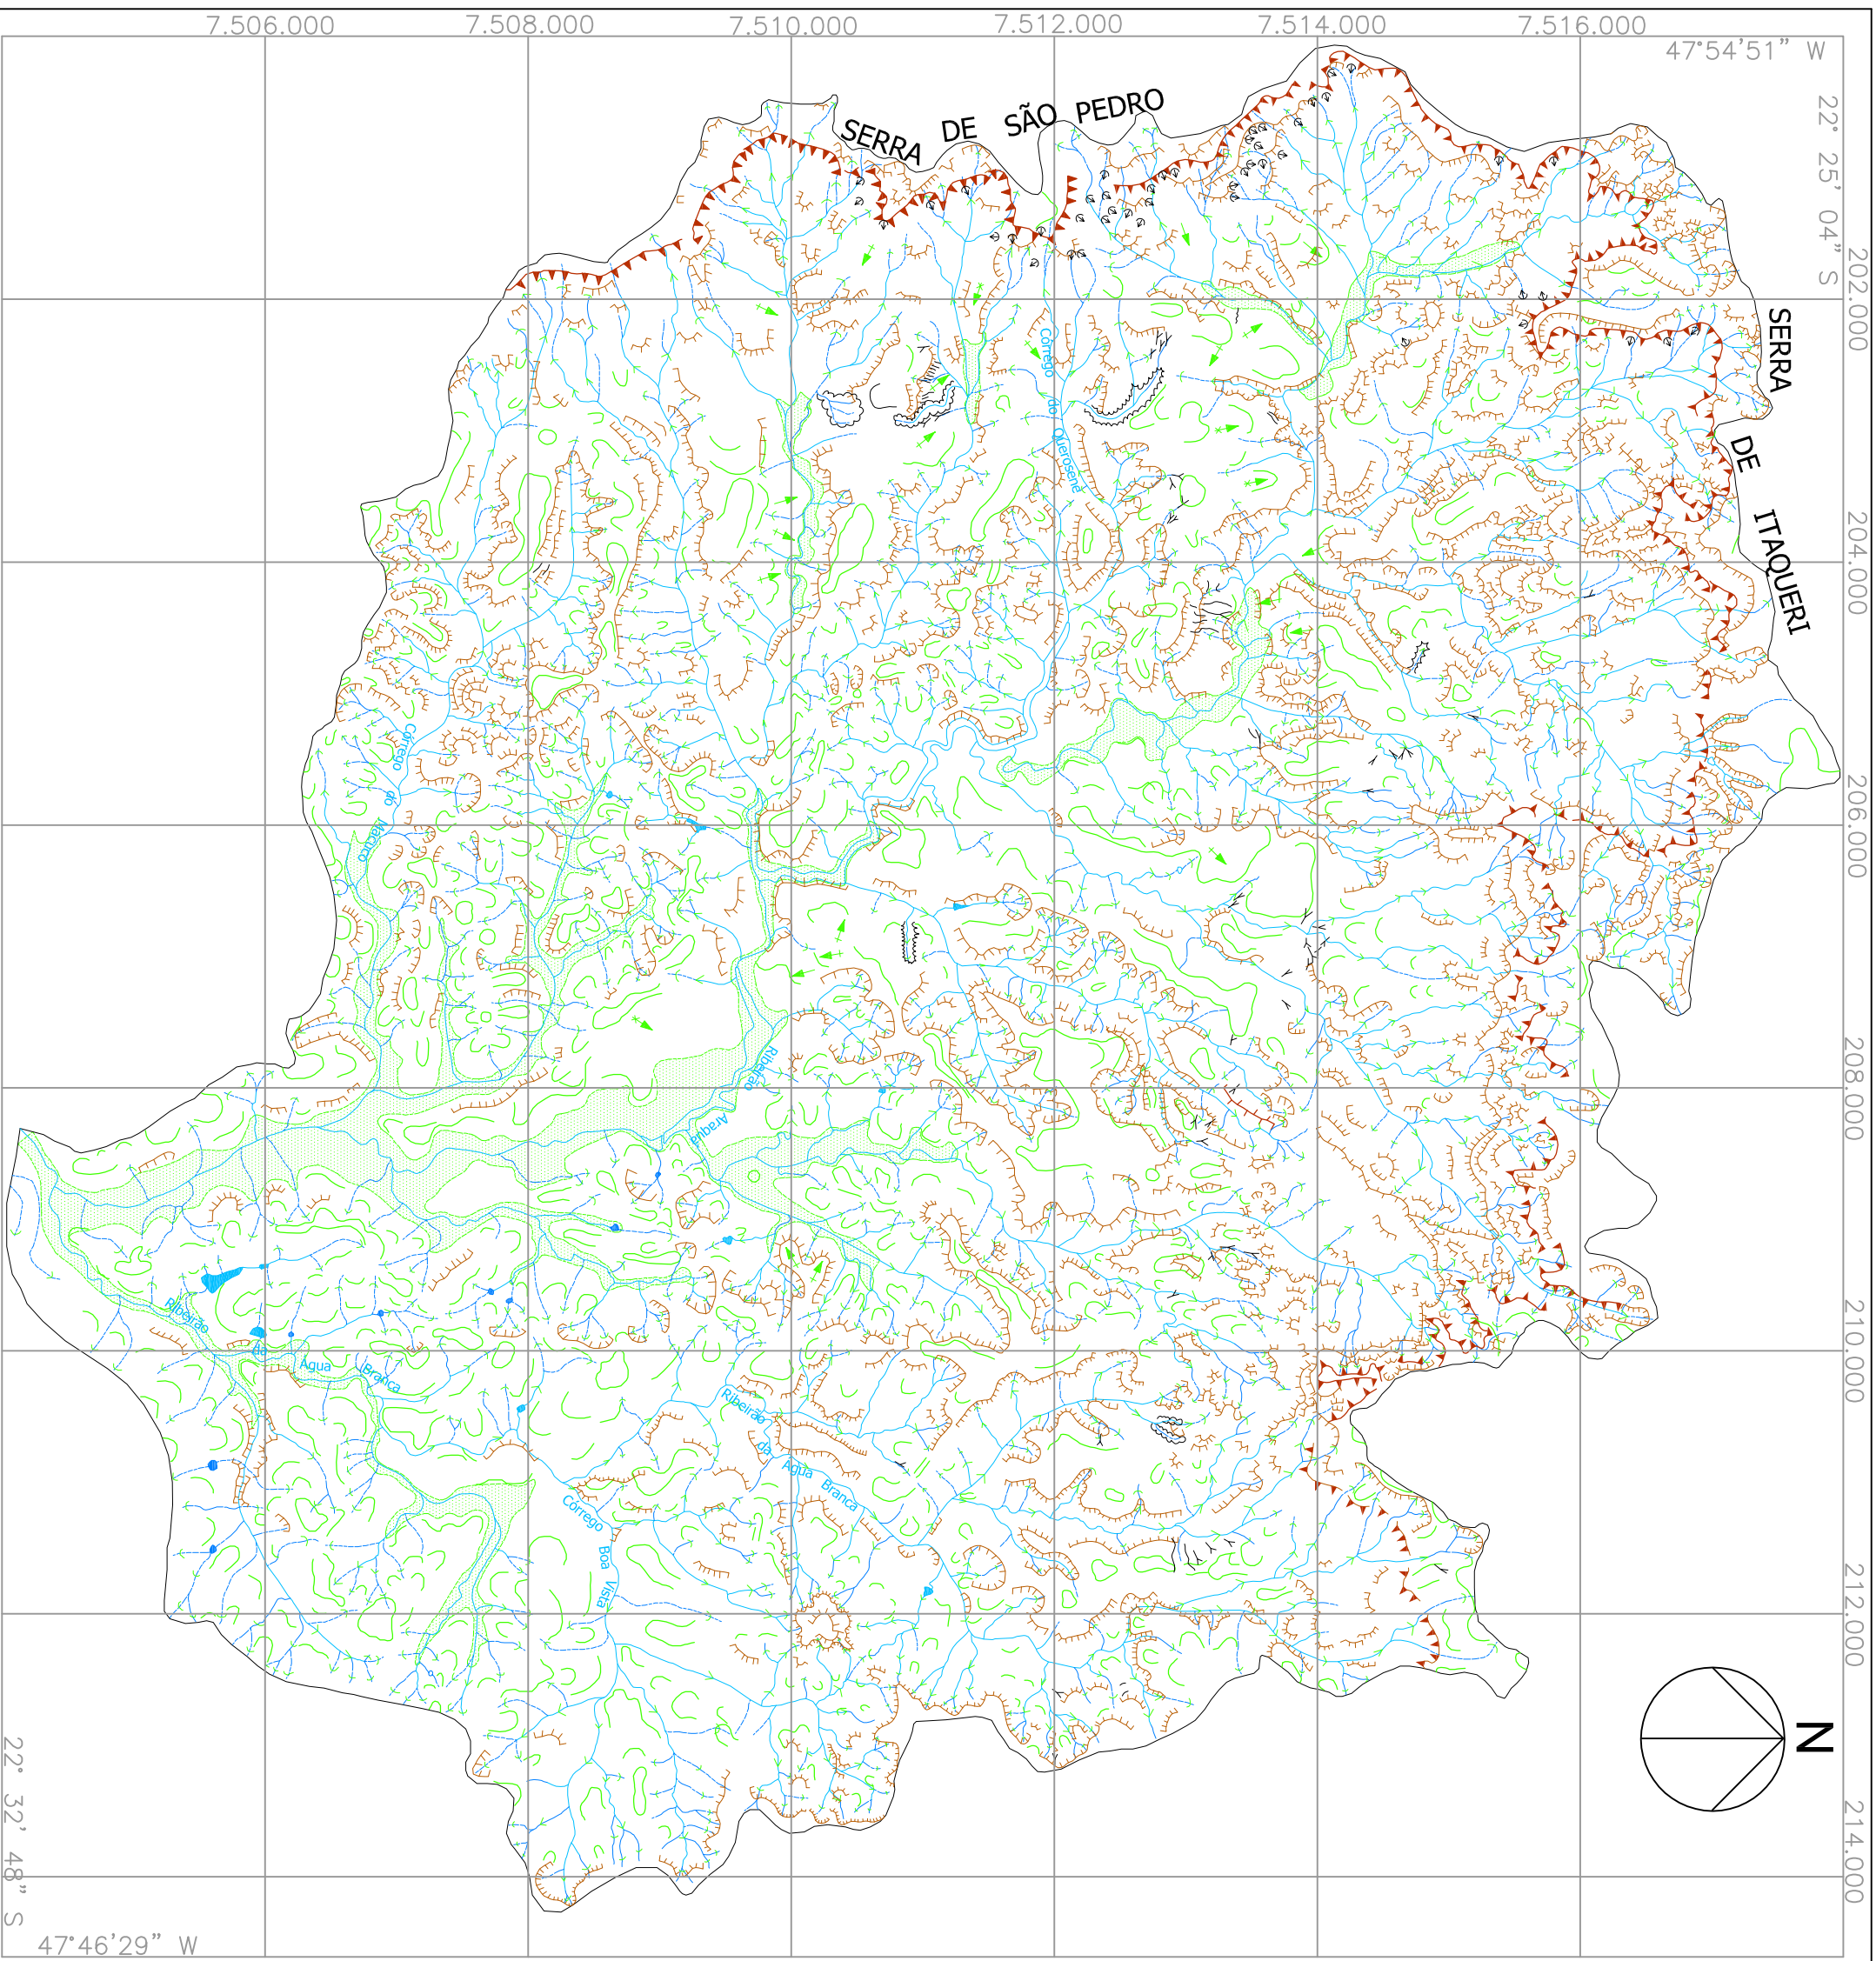 7.506.000
7.508.000
7.510.000
7.512.000
7.514.000
7.516.000
47°54'51" W
22° 25' 04" S
SERRA DE SÃO PEDRO
SERRA DE ITAQUERI
202.000
204.000
206.000
208.000
210.000
212.000
214.000
Córrego do Querosene
Córrego do Macuco
Ribeirão Araquá
Ribeirão da Água Branca
Ribeirão da Água Branca
Córrego Boa Vista
N
22° 32' 48" S
47°46'29" W